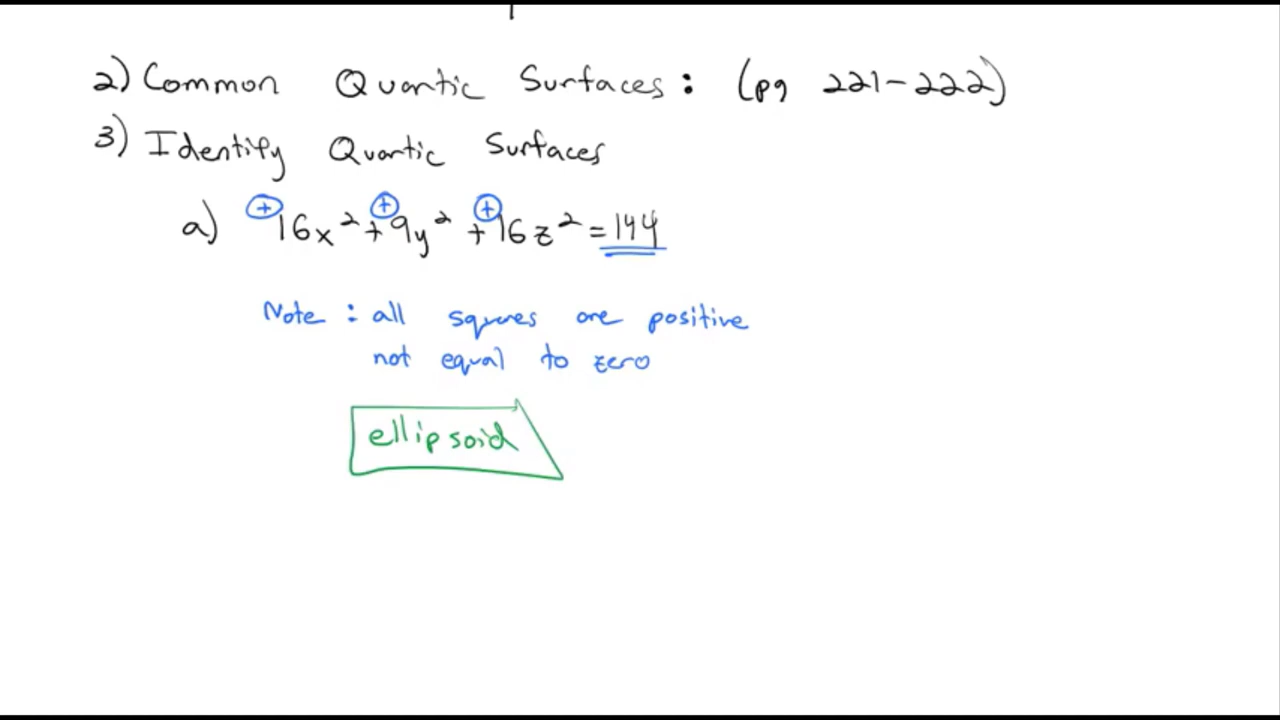 2) Common Quartic Surfaces: (pg 221-222)
3) Identify Quartic Surfaces
a) 16x² + 9y² + 16z² = 144
+ + +
Note: all squares are positive
not equal to zero
ellipsoid